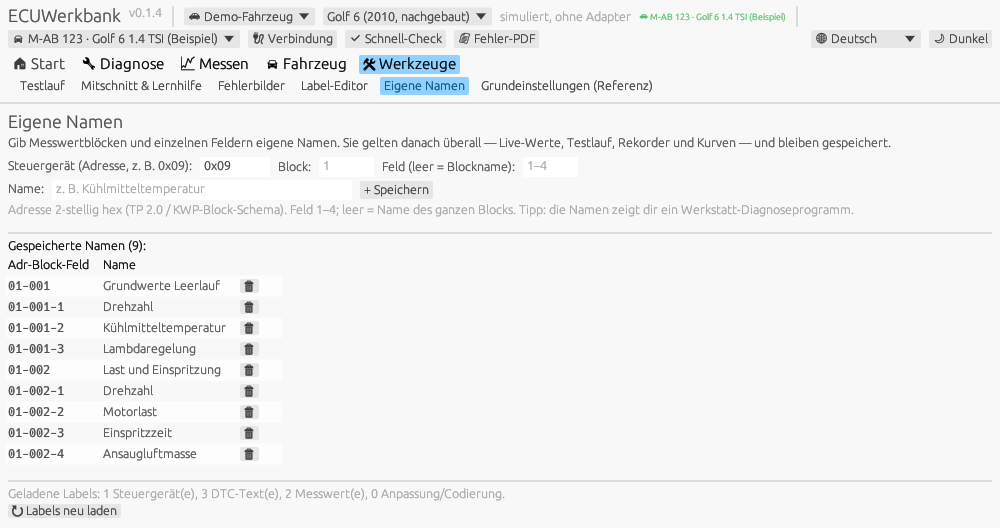 ECUWerkbank v0.1.4 Demo-Fahrzeug Golf 6 (2010, nachgebaut) simuliert, ohne Adapter M-AB 123 · Golf 6 1.4 TSI (Beispiel)
M-AB 123 · Golf 6 1.4 TSI (Beispiel) Verbindung Schnell-Check Fehler-PDF Deutsch Dunkel
Start Diagnose Messen Fahrzeug Werkzeuge
Testlauf Mitschnitt & Lernhilfe Fehlerbilder Label-Editor Eigene Namen Grundeinstellungen (Referenz)
Eigene Namen
Gib Messwertblöcken und einzelnen Feldern eigene Namen. Sie gelten danach überall — Live-Werte, Testlauf, Rekorder und Kurven — und bleiben gespeichert.
Steuergerät (Adresse, z. B. 0x09): 0x09 Block: 1 Feld (leer = Blockname): 1–4
Name: z. B. Kühlmitteltemperatur + Speichern
Adresse 2-stellig hex (TP 2.0 / KWP-Block-Schema). Feld 1–4; leer = Name des ganzen Blocks. Tipp: die Namen zeigt dir ein Werkstatt-Diagnoseprogramm.
Gespeicherte Namen (9):
Adr-Block-Feld Name
01-001 Grundwerte Leerlauf
01-001-1 Drehzahl
01-001-2 Kühlmitteltemperatur
01-001-3 Lambdaregelung
01-002 Last und Einspritzung
01-002-1 Drehzahl
01-002-2 Motorlast
01-002-3 Einspritzzeit
01-002-4 Ansaugluftmasse
Geladene Labels: 1 Steuergerät(e), 3 DTC-Text(e), 2 Messwert(e), 0 Anpassung/Codierung.
Labels neu laden